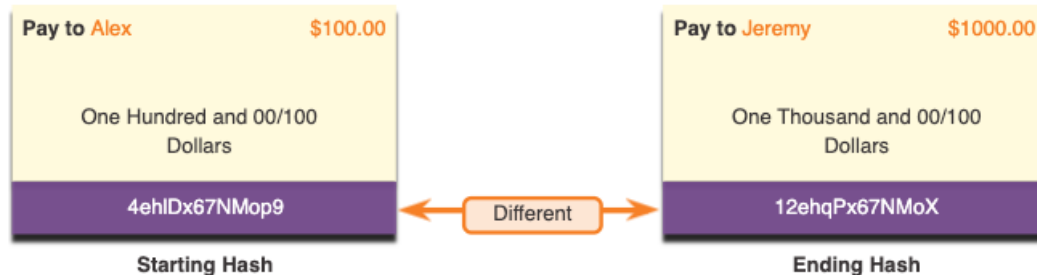 Pay to Alex $100.00
One Hundred and 00/100
Dollars
4ehIDx67NMop9
Starting Hash
Different
Pay to Jeremy $1000.00
One Thousand and 00/100
Dollars
12ehqPx67NMoX
Ending Hash